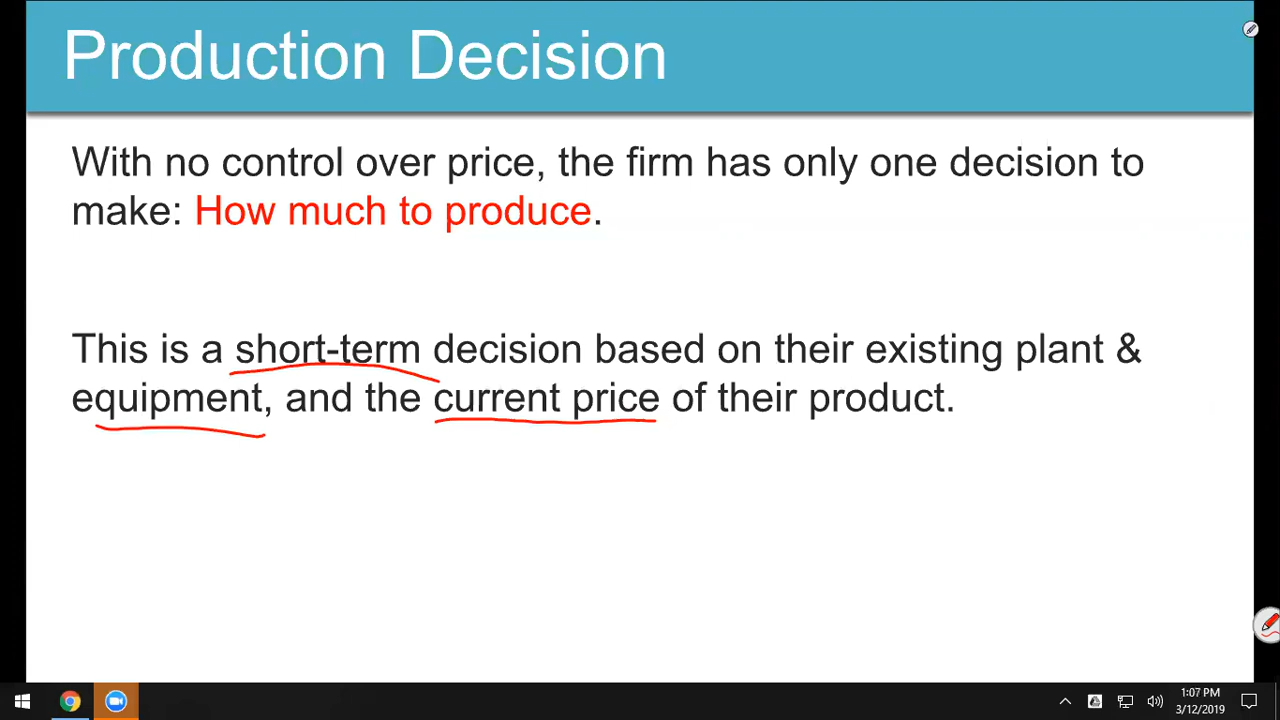 Production Decision
With no control over price, the firm has only one decision to
make: How much to produce.
This is a short-term decision based on their existing plant &
equipment, and the current price of their product.
1:07 PM
3/12/2019